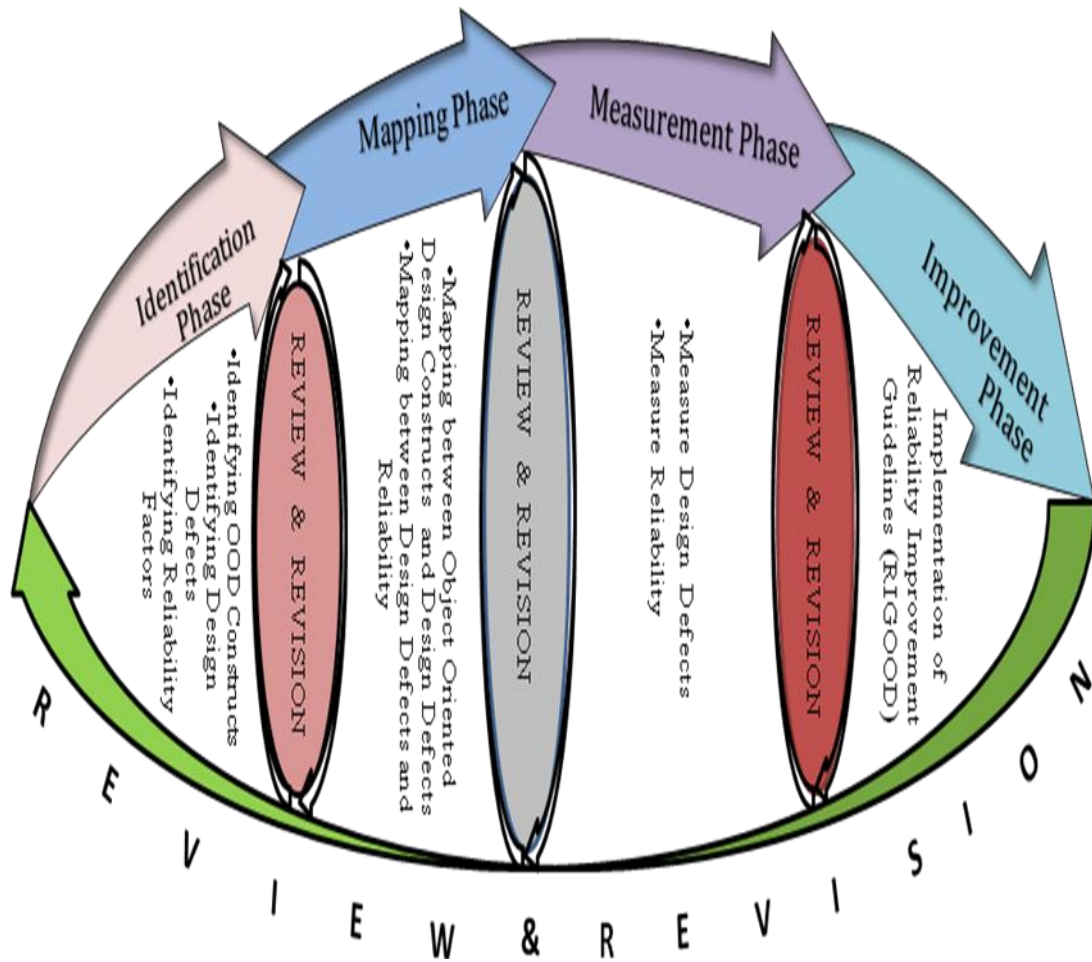 Identification
Phase
Mapping Phase
Measurement Phase
Improvement
Phase
•Identifying OOD Constructs
•Identifying Design
Defects
•Identifying Reliability
Factors
REVIEW & REVISION
•Mapping between Object Oriented
Design Constructs and Design Defects
•Mapping between Design Defects and
Reliability
REVIEW & REVISION
•Measure Design Defects
•Measure Reliability
REVIEW & REVISION
Implementation of
Reliability Improvement
Guidelines (RIGOOD)
REVIEW & REVISION